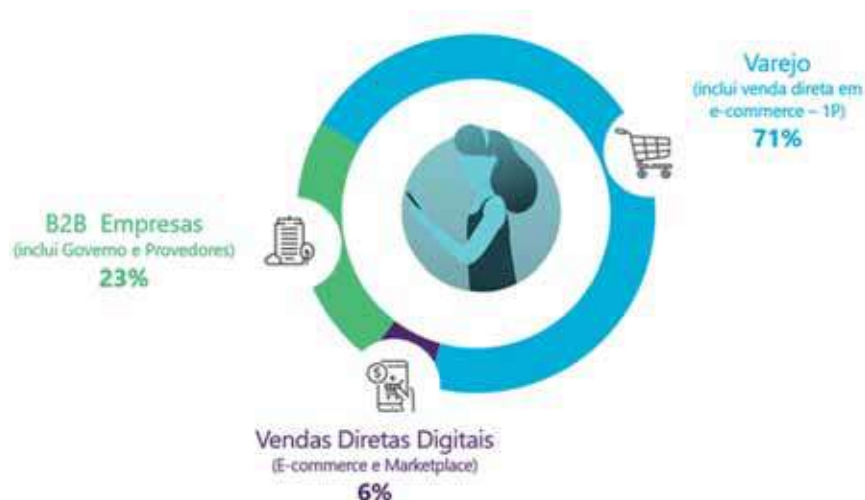 Varejo
(inclui venda direta em
e-commerce – 1P)
71%
B2B Empresas
(inclui Governo e Provedores)
23%
$
Vendas Diretas Digitais
(E-commerce e Marketplace)
6%